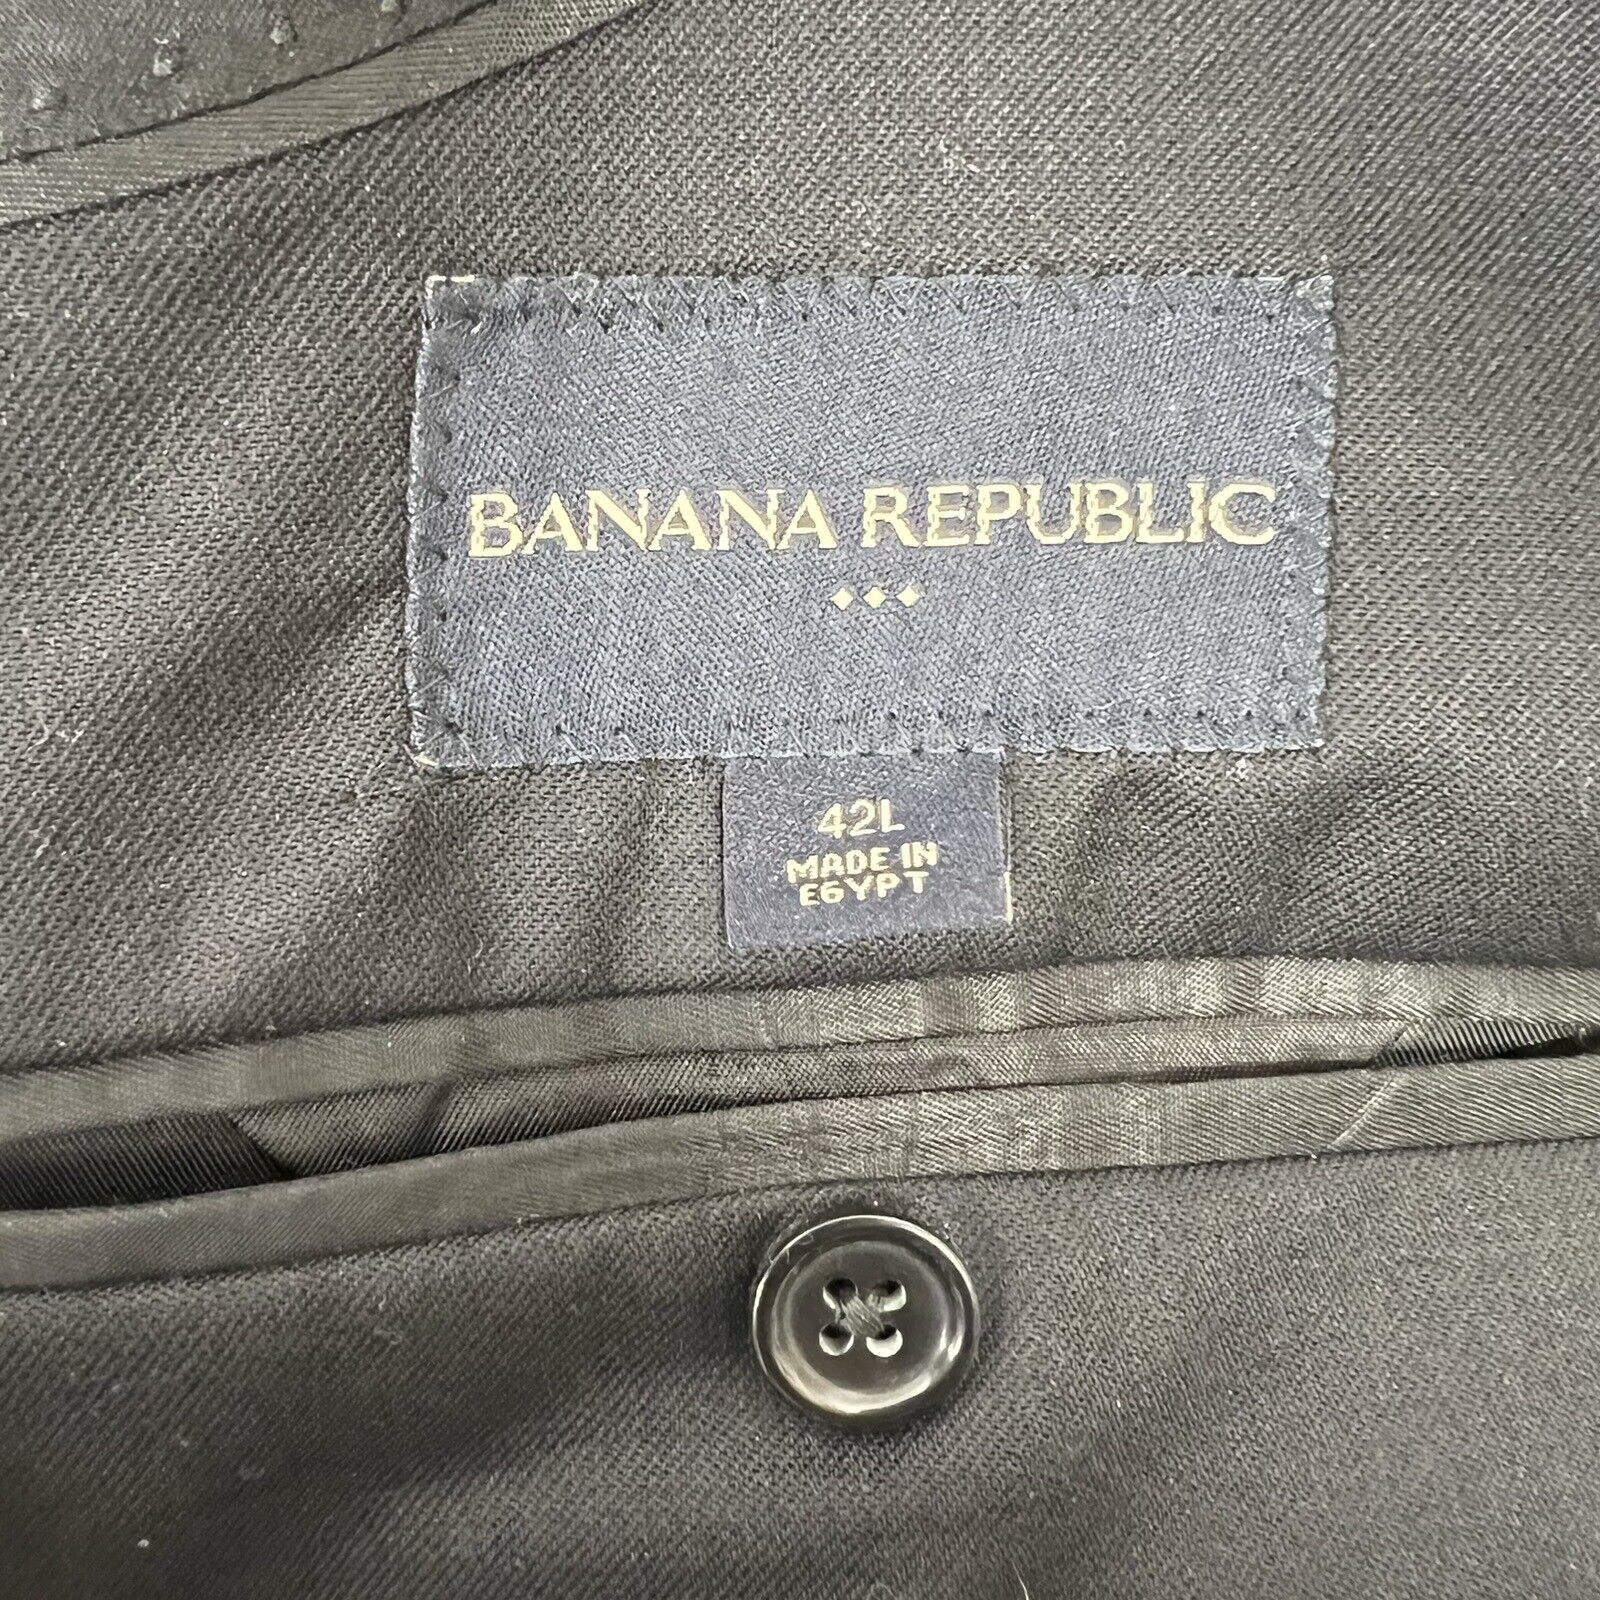 BANANA REPUBLIC
42L
MADE IN
EGYPT